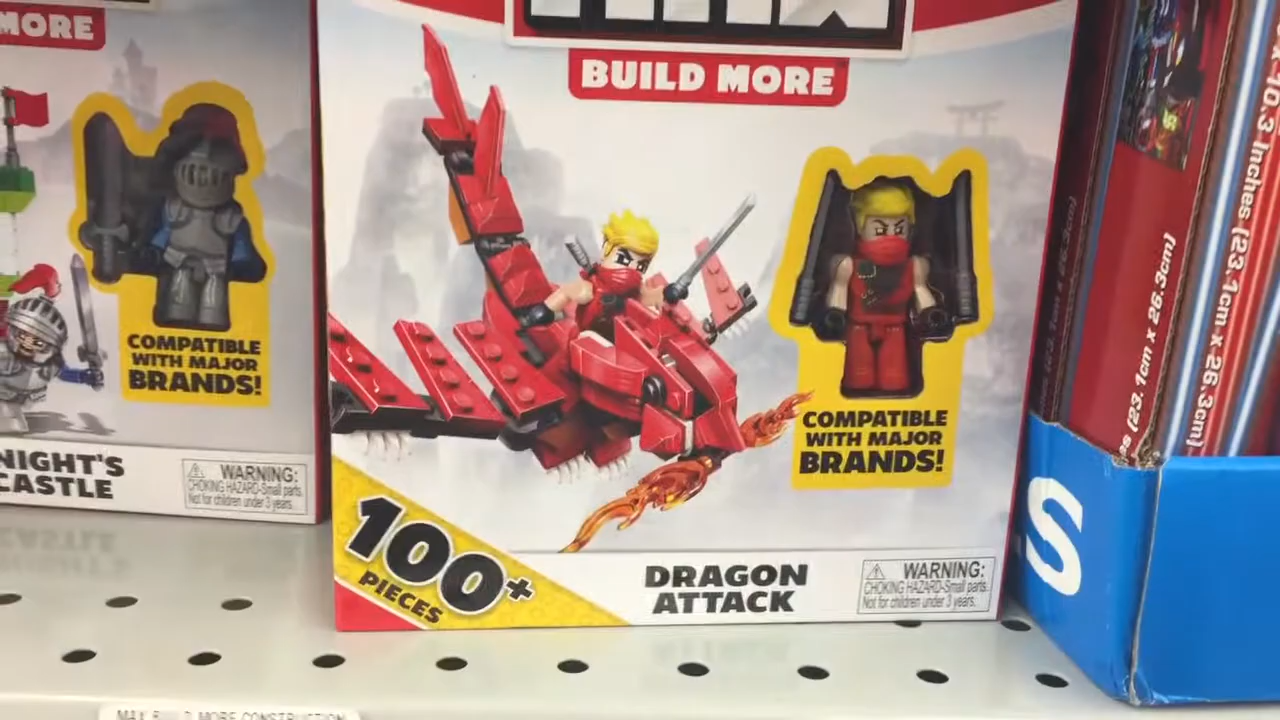 MORE
COMPATIBLE
WITH MAJOR
BRANDS!
NIGHT'S
CASTLE
WARNING:
CHOKING HAZARD-Small parts.
Not for children under 3 years.
BUILD MORE
COMPATIBLE
WITH MAJOR
BRANDS!
100+
PIECES
DRAGON
ATTACK
WARNING:
CHOKING HAZARD-Small parts.
Not for children under 3 years.
(23.1cm x 26.3cm)
10.3 Inches (23.1cm x 26.3cm)
S
MORE CONSTRUCTION